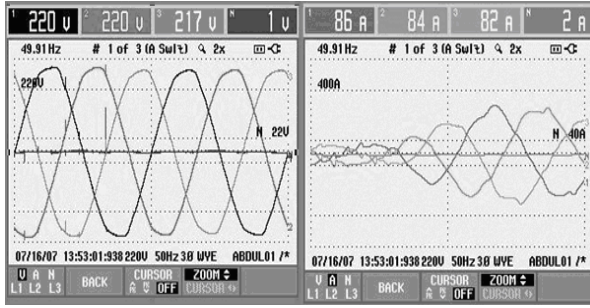 1 220 V 2 220 V 3 217 V N 1 V
49.91Hz # 1 of 3 (A Swl) 2x
220V
N 22V
07/16/07 13:53:01:938 220V 50Hz 3Ø WYE ABDUL01 /*
V A N
L1 L2 L3
BACK
CURSOR
OFF
ZOOM
CURSOR
1 86 A 2 84 A 3 82 A N 2 A
49.91Hz # 1 of 3 (A Swl) 2x
400A
N 40A
07/16/07 13:53:01:938 220V 50Hz 3Ø WYE ABDUL01 /*
V A N
L1 L2 L3
BACK
CURSOR
OFF
ZOOM
CURSOR